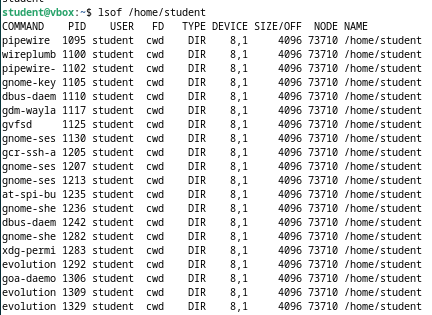 student@vbox:~$ lsof /home/student
COMMAND    PID    USER   FD   TYPE DEVICE SIZE/OFF  NODE NAME
pipewire  1095 student  cwd    DIR    8,1     4096 73710 /home/student
wireplumb 1100 student  cwd    DIR    8,1     4096 73710 /home/student
pipewire- 1102 student  cwd    DIR    8,1     4096 73710 /home/student
gnome-key 1105 student  cwd    DIR    8,1     4096 73710 /home/student
dbus-daem 1110 student  cwd    DIR    8,1     4096 73710 /home/student
gdm-wayla 1117 student  cwd    DIR    8,1     4096 73710 /home/student
gvfsd     1125 student  cwd    DIR    8,1     4096 73710 /home/student
gnome-ses 1130 student  cwd    DIR    8,1     4096 73710 /home/student
gcr-ssh-a 1205 student  cwd    DIR    8,1     4096 73710 /home/student
gnome-ses 1207 student  cwd    DIR    8,1     4096 73710 /home/student
gnome-ses 1213 student  cwd    DIR    8,1     4096 73710 /home/student
at-spi-bu 1235 student  cwd    DIR    8,1     4096 73710 /home/student
gnome-she 1236 student  cwd    DIR    8,1     4096 73710 /home/student
dbus-daem 1242 student  cwd    DIR    8,1     4096 73710 /home/student
gnome-she 1282 student  cwd    DIR    8,1     4096 73710 /home/student
xdg-permi 1283 student  cwd    DIR    8,1     4096 73710 /home/student
evolution 1292 student  cwd    DIR    8,1     4096 73710 /home/student
goa-daemo 1306 student  cwd    DIR    8,1     4096 73710 /home/student
evolution 1309 student  cwd    DIR    8,1     4096 73710 /home/student
evolution 1329 student  cwd    DIR    8,1     4096 73710 /home/student